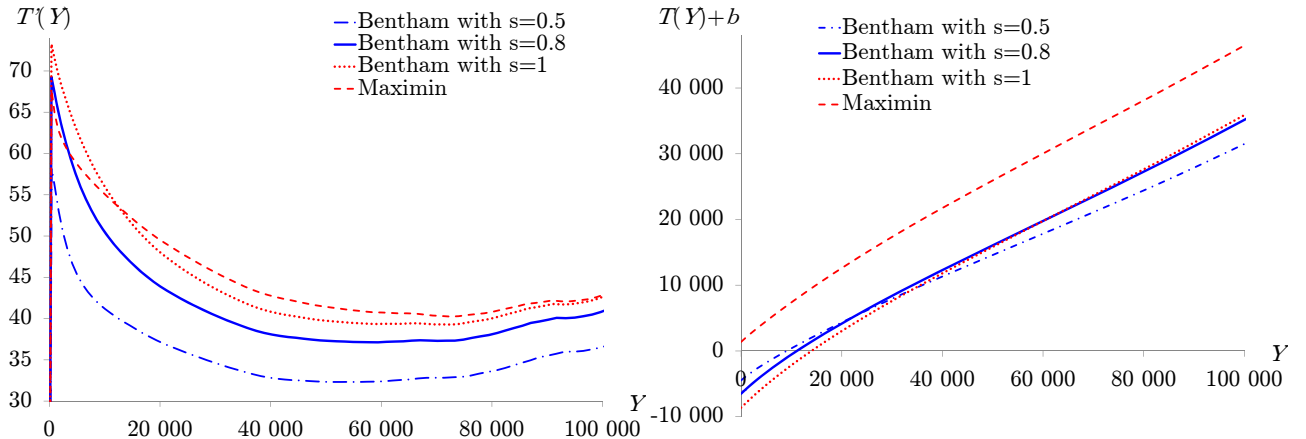 T'(Y)
Bentham with s=0.5
Bentham with s=0.8
Bentham with s=1
Maximin
70
65
60
55
50
45
40
35
30
0
20 000
40 000
60 000
80 000
100 000
Y
T(Y)+b
Bentham with s=0.5
Bentham with s=0.8
Bentham with s=1
Maximin
40 000
30 000
20 000
10 000
0
-10 000
0
20 000
40 000
60 000
80 000
100 000
Y